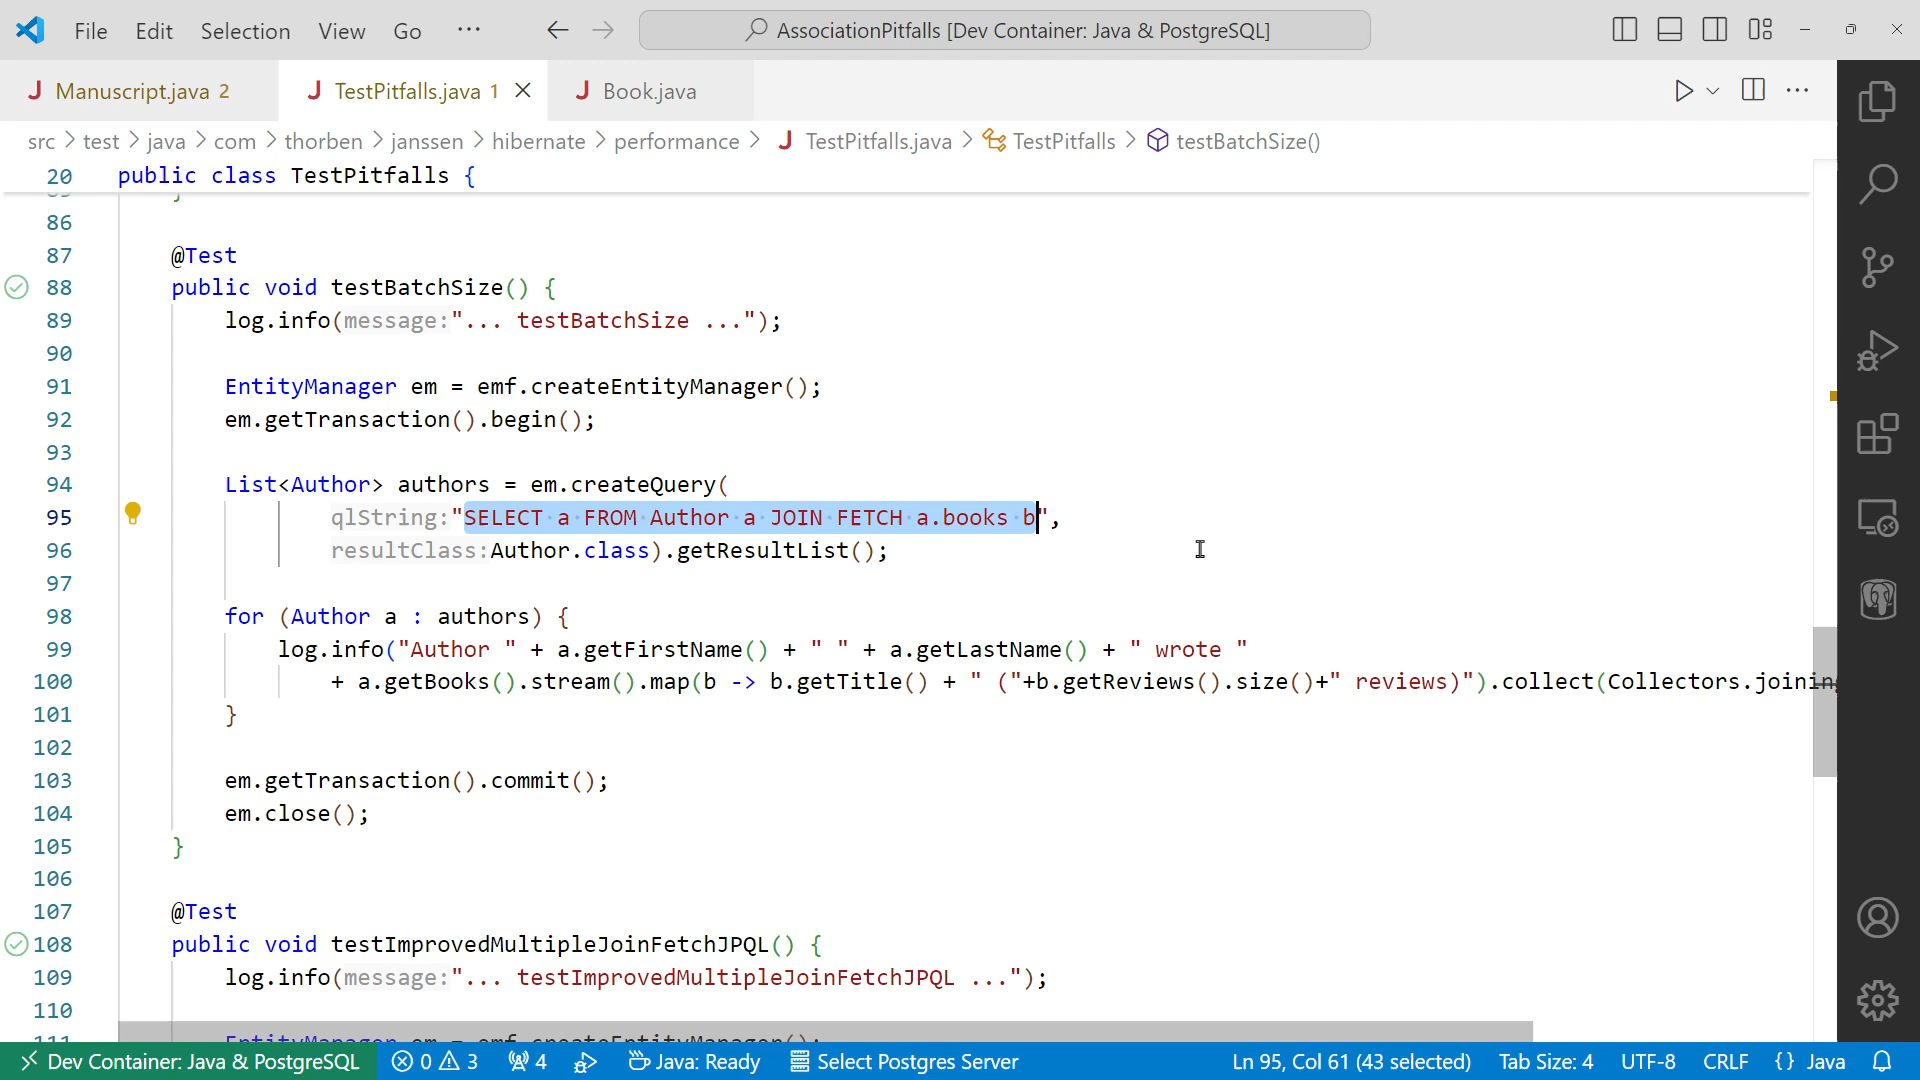 File Edit Selection View Go ··· AssociationPitfalls [Dev Container: Java & PostgreSQL]
J Manuscript.java 2 J TestPitfalls.java 1 J Book.java
src > test > java > com > thorben > janssen > hibernate > performance > J TestPitfalls.java > TestPitfalls > testBatchSize()
20 public class TestPitfalls {
86
87 @Test
88 public void testBatchSize() {
89 log.info(message:"... testBatchSize ...");
90
91 EntityManager em = emf.createEntityManager();
92 em.getTransaction().begin();
93
94 List<Author> authors = em.createQuery(
95 qlString:"SELECT·a·FROM·Author·a·JOIN·FETCH·a.books·b",
96 resultClass:Author.class).getResultList();
97
98 for (Author a : authors) {
99 log.info("Author " + a.getFirstName() + " " + a.getLastName() + " wrote "
100 + a.getBooks().stream().map(b -> b.getTitle() + " ("+b.getReviews().size()+" reviews)").collect(Collectors.joining
101 }
102
103 em.getTransaction().commit();
104 em.close();
105 }
106
107 @Test
108 public void testImprovedMultipleJoinFetchJPQL() {
109 log.info(message:"... testImprovedMultipleJoinFetchJPQL ...");
110
111 EntityManager em = emf.createEntityManager();
Dev Container: Java & PostgreSQL 0 3 4 Java: Ready Select Postgres Server Ln 95, Col 61 (43 selected) Tab Size: 4 UTF-8 CRLF {} Java